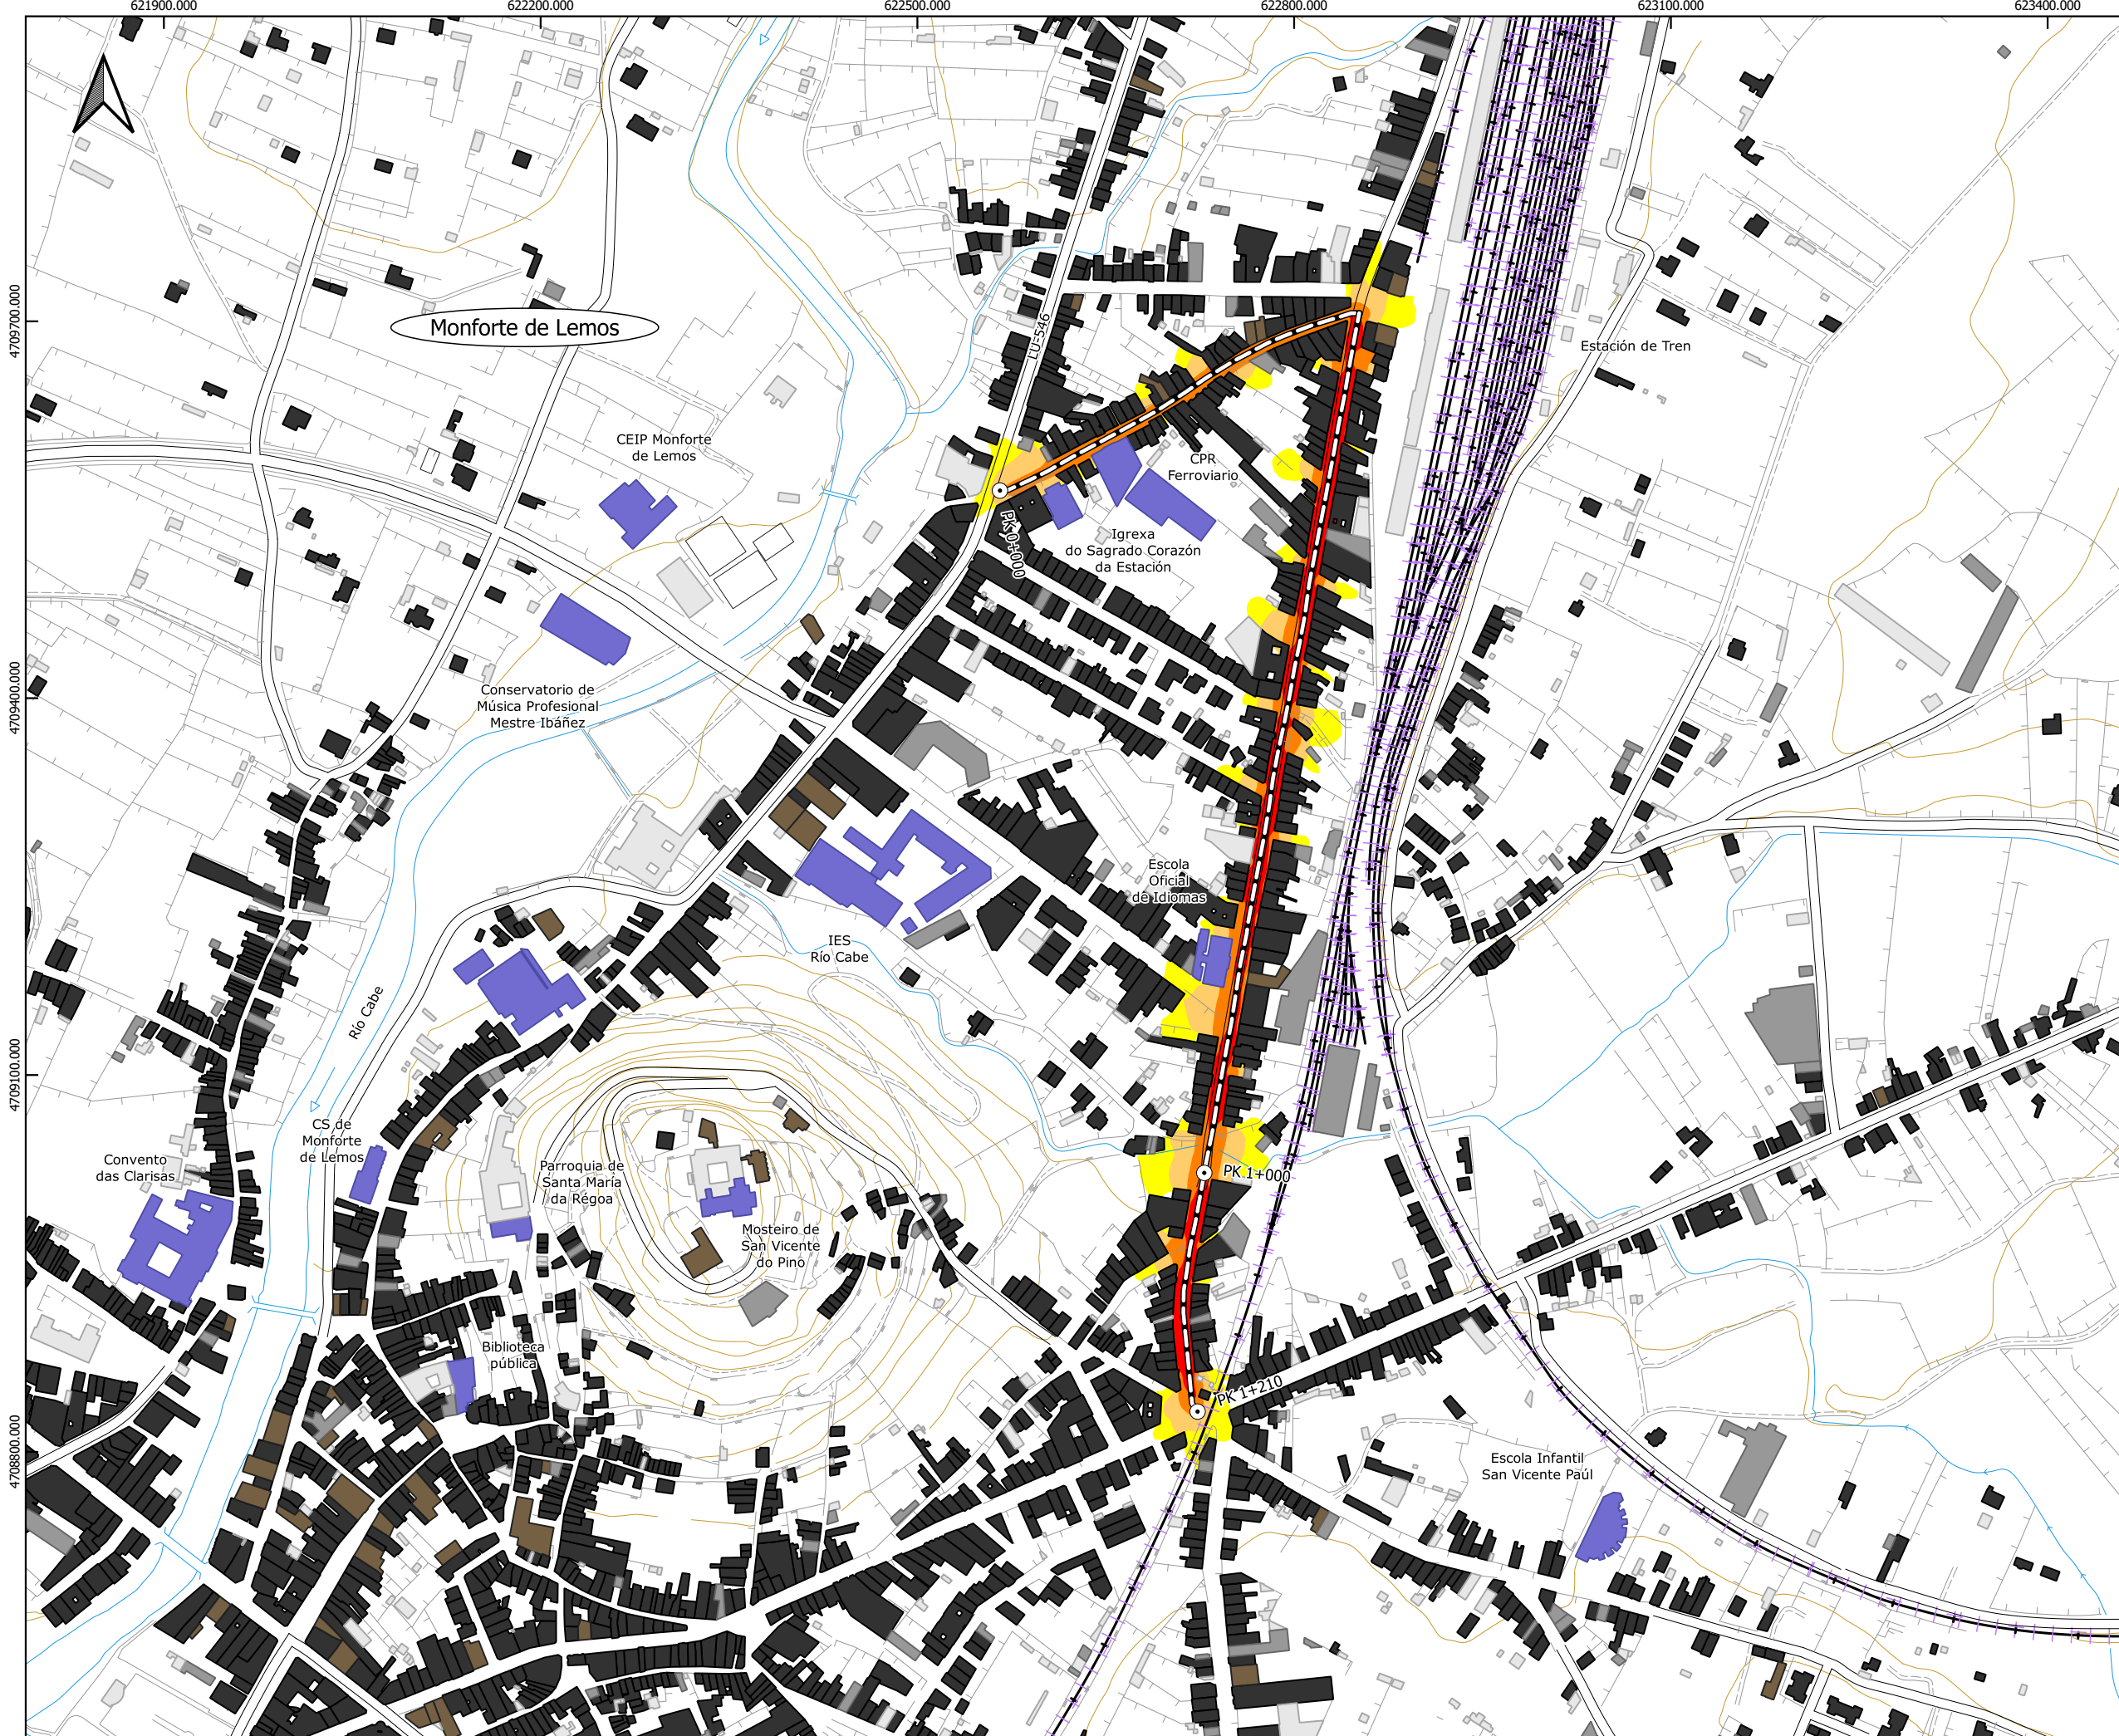 621900.000
622200.000
622500.000
622800.000
623100.000
623400.000
4709700.000
4709400.000
4709100.000
4708800.000
Monforte de Lemos
LU-546
Estación de Tren
CEIP Monforte
de Lemos
CPR
Ferroviario
PK 0+000
Igrexa
do Sagrado Corazón
da Estación
Conservatorio de
Música Profesional
Mestre Ibáñez
Escola
Oficial
de Idiomas
IES
Río Cabe
Río Cabe
CS de
Monforte
de Lemos
Convento
das Clarisas
Parroquia de
Santa María
da Régoa
PK 1+000
Mosteiro de
San Vicente
do Pino
Biblioteca
pública
PK 1+210
Escola Infantil
San Vicente Paúl